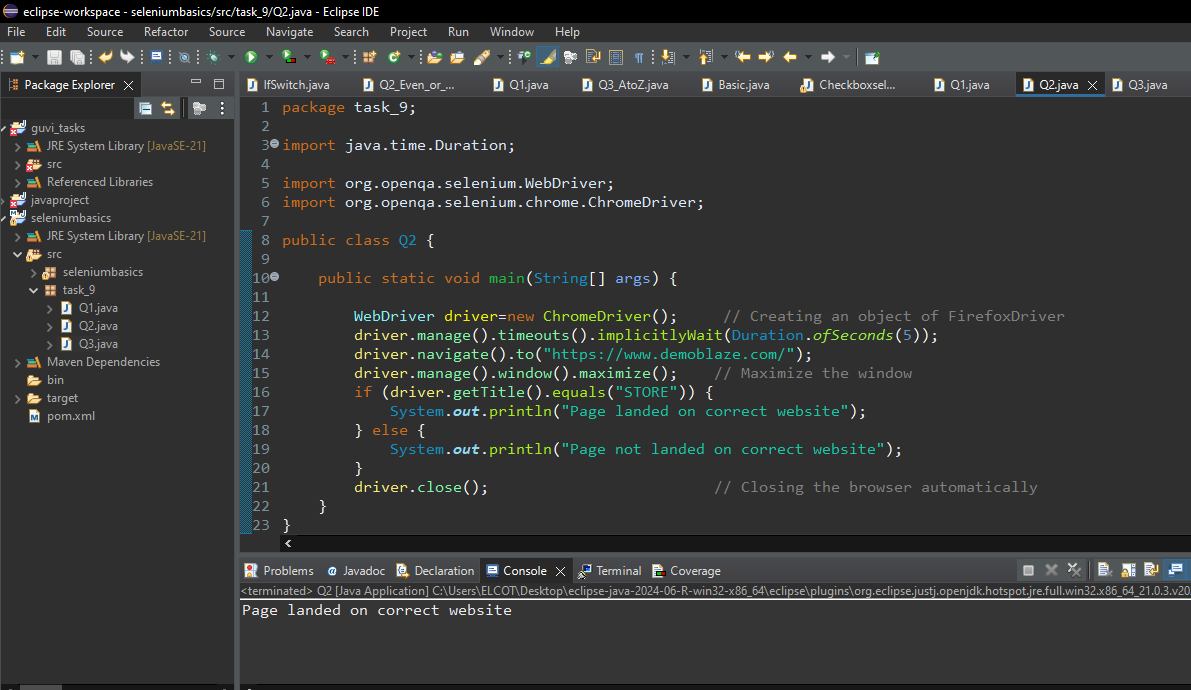 eclipse-workspace - seleniumbasics/src/task_9/Q2.java - Eclipse IDE
File Edit Source Refactor Source Navigate Search Project Run Window Help
Package Explorer
IfSwitch.java Q2_Even_or_... Q1.java Q3_AtoZ.java Basic.java Checkboxsel... Q1.java Q2.java Q3.java
guvi_tasks
JRE System Library [JavaSE-21]
src
Referenced Libraries
javaproject
seleniumbasics
JRE System Library [JavaSE-21]
src
seleniumbasics
task_9
Q1.java
Q2.java
Q3.java
Maven Dependencies
bin
target
pom.xml
1 package task_9;
2
3 import java.time.Duration;
4
5 import org.openqa.selenium.WebDriver;
6 import org.openqa.selenium.chrome.ChromeDriver;
7
8 public class Q2 {
9
10 public static void main(String[] args) {
11
12 WebDriver driver=new ChromeDriver(); // Creating an object of FirefoxDriver
13 driver.manage().timeouts().implicitlyWait(Duration.ofSeconds(5));
14 driver.navigate().to("https://www.demoblaze.com/");
15 driver.manage().window().maximize(); // Maximize the window
16 if (driver.getTitle().equals("STORE")) {
17 System.out.println("Page landed on correct website");
18 } else {
19 System.out.println("Page not landed on correct website");
20 }
21 driver.close(); // Closing the browser automatically
22 }
23 }
Problems Javadoc Declaration Console Terminal Coverage
<terminated> Q2 [Java Application] C:\Users\ELCOT\Desktop\eclipse-java-2024-06-R-win32-x86_64\eclipse\plugins\org.eclipse.justj.openjdk.hotspot.jre.full.win32.x86_64_21.0.3.v20
Page landed on correct website